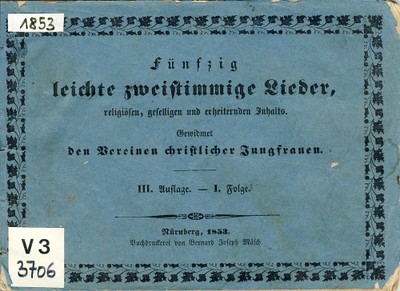 1853
Fünfzig
leichte zweistimmige Lieder,
religiösen, geselligen und erheiternden Inhalts.
Gewidmet
den Vereinen christlicher Jungfrauen.
III. Auflage. — I. Folge.
Nürnberg, 1853.
Buchdruckerei von Bernard Joseph Mäsch.
V 3
3706